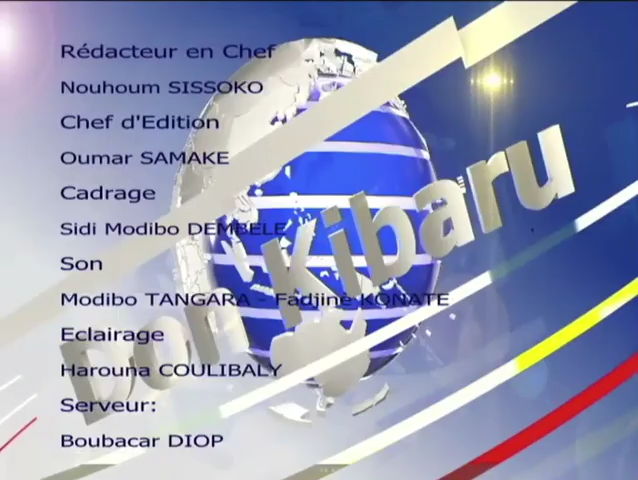 Rédacteur en Chef
Nouhoum SISSOKO
Chef d'Edition
Oumar SAMAKE
Cadrage
Sidi Modibo DEMBELE
Son
Modibo TANGARA - Fadjine KONATE
Eclairage
Harouna COULIBALY
Serveur:
Boubacar DIOP
Don Kibaru